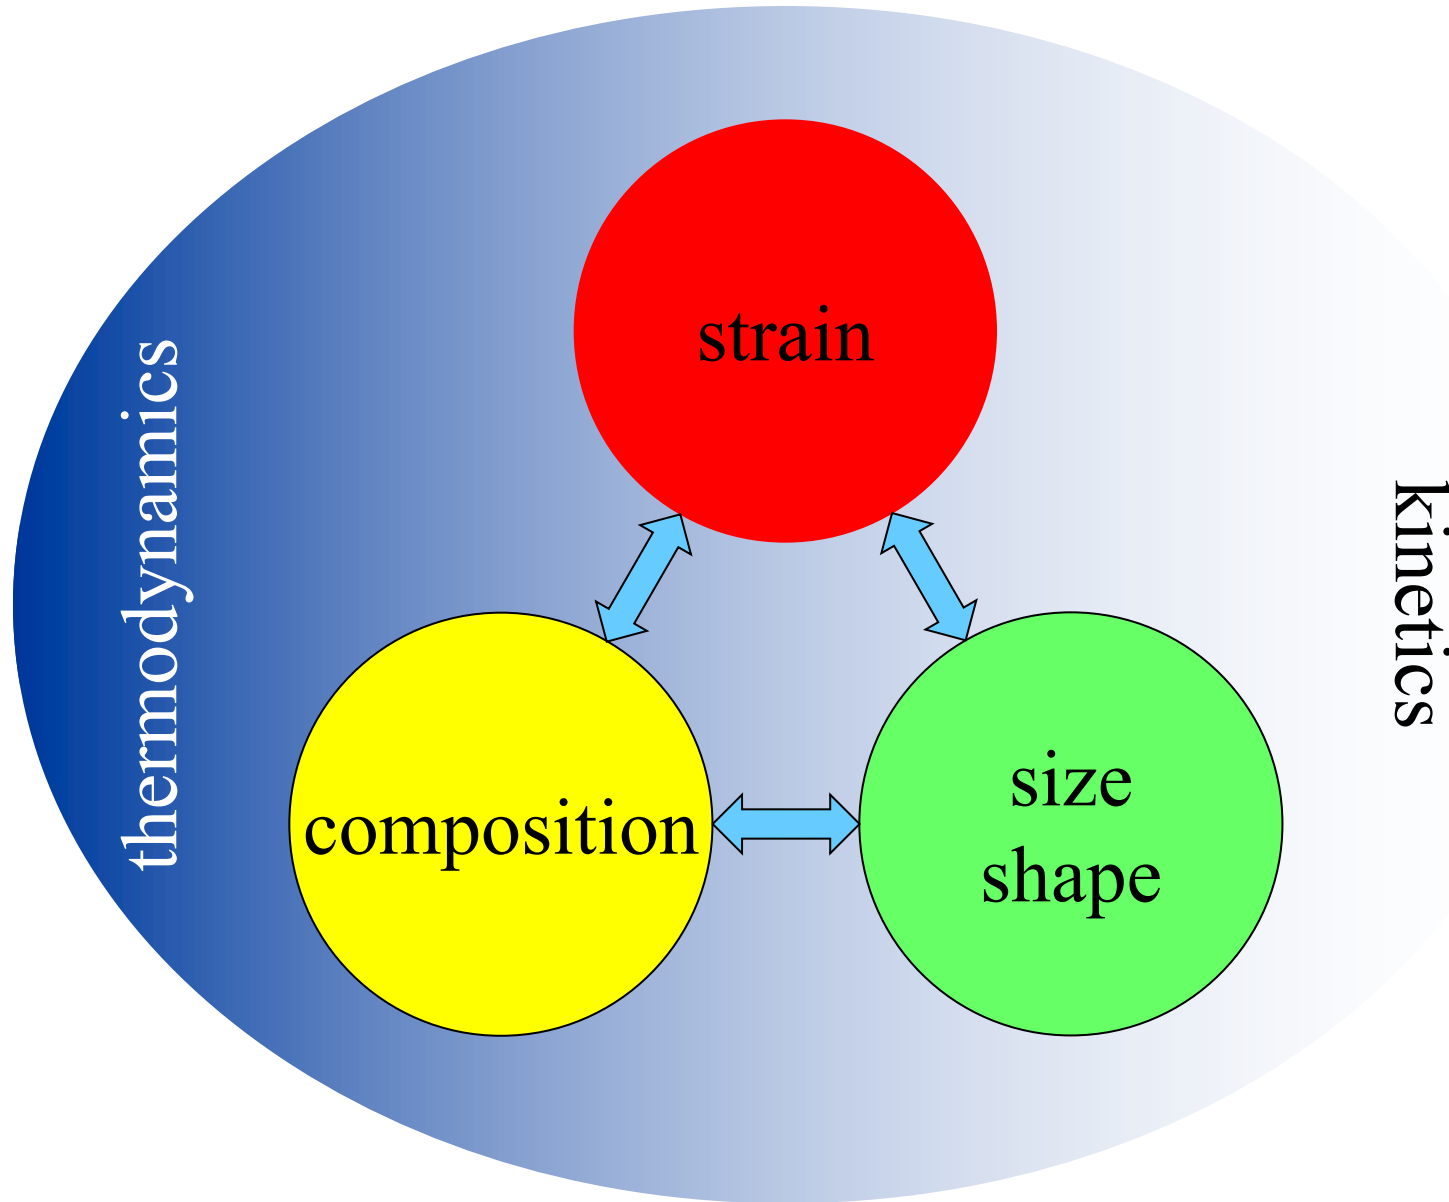 strain
thermodynamics
kinetics
composition
size
shape